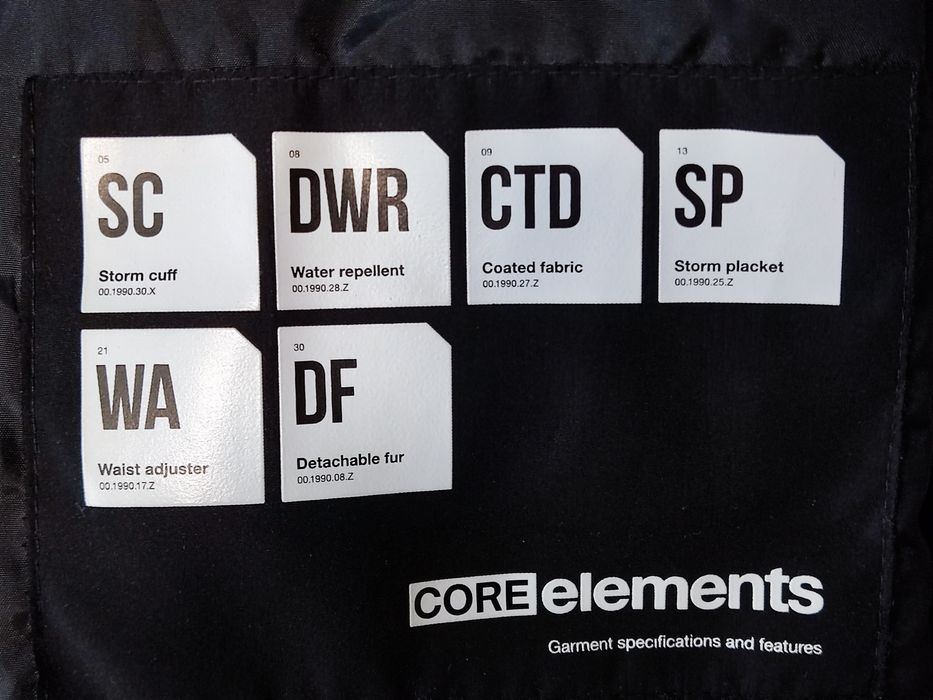 05
SC
Storm cuff
00.1990.30.X
08
DWR
Water repellent
00.1990.28.Z
09
CTD
Coated fabric
00.1990.27.Z
13
SP
Storm placket
00.1990.25.Z
21
WA
Waist adjuster
00.1990.17.Z
30
DF
Detachable fur
00.1990.08.Z
CORE elements
Garment specifications and features